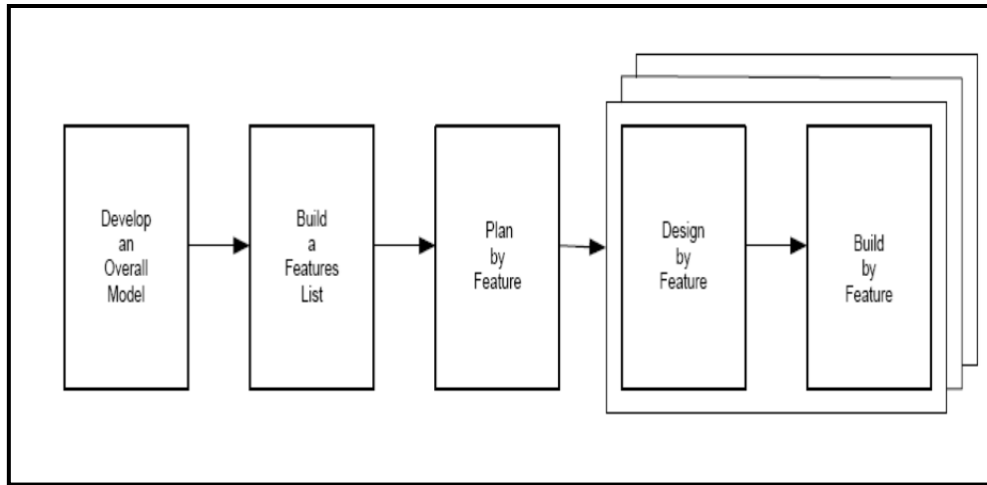 Develop
an
Overall
Model
Build
a
Features
List
Plan
by
Feature
Design
by
Feature
Build
by
Feature